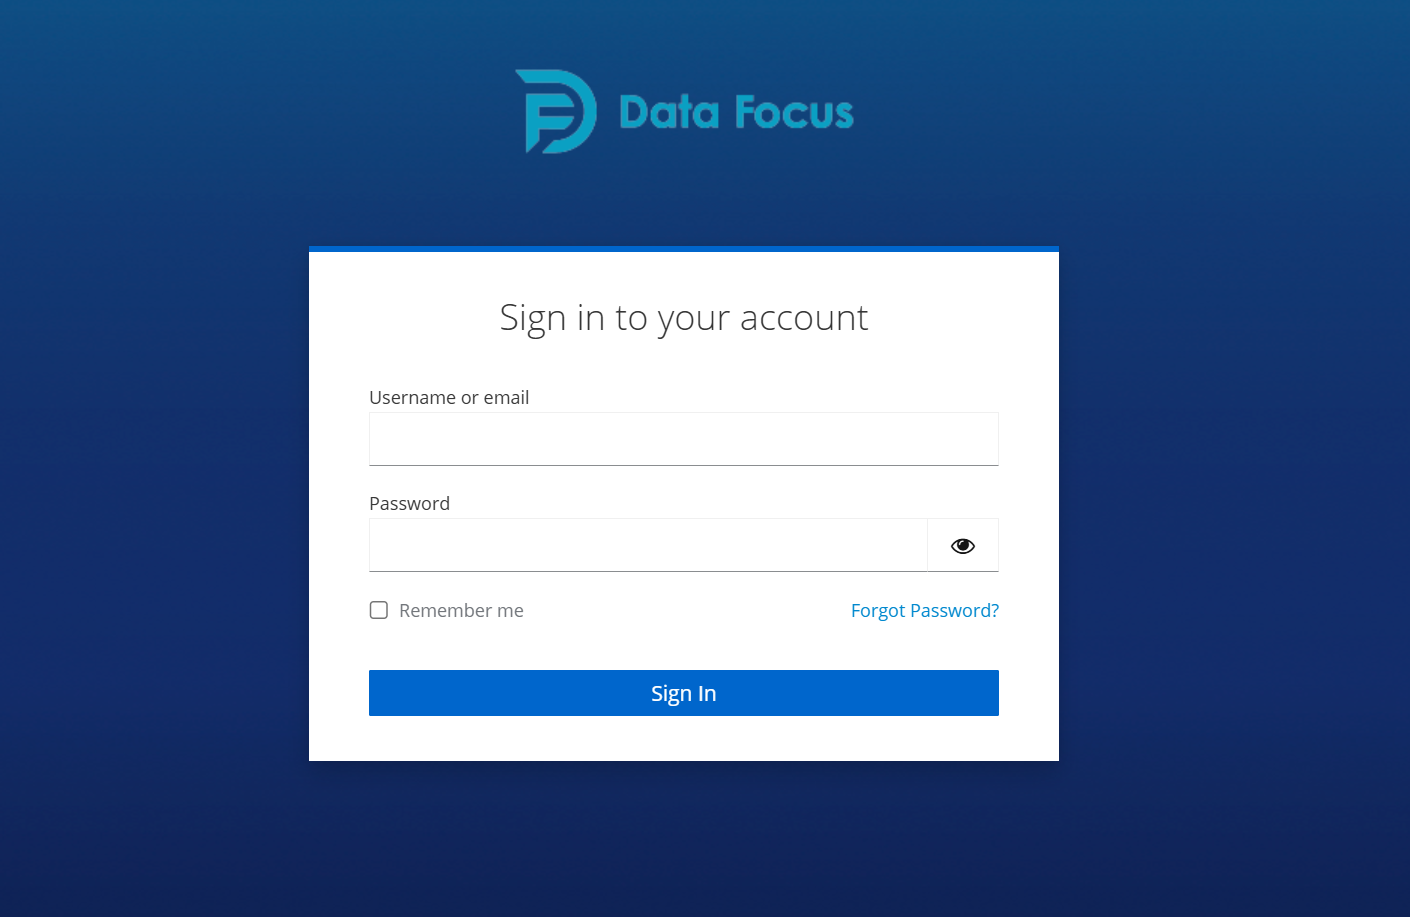 Data Focus
Sign in to your account
Username or email
Password
Remember me
Forgot Password?
Sign In